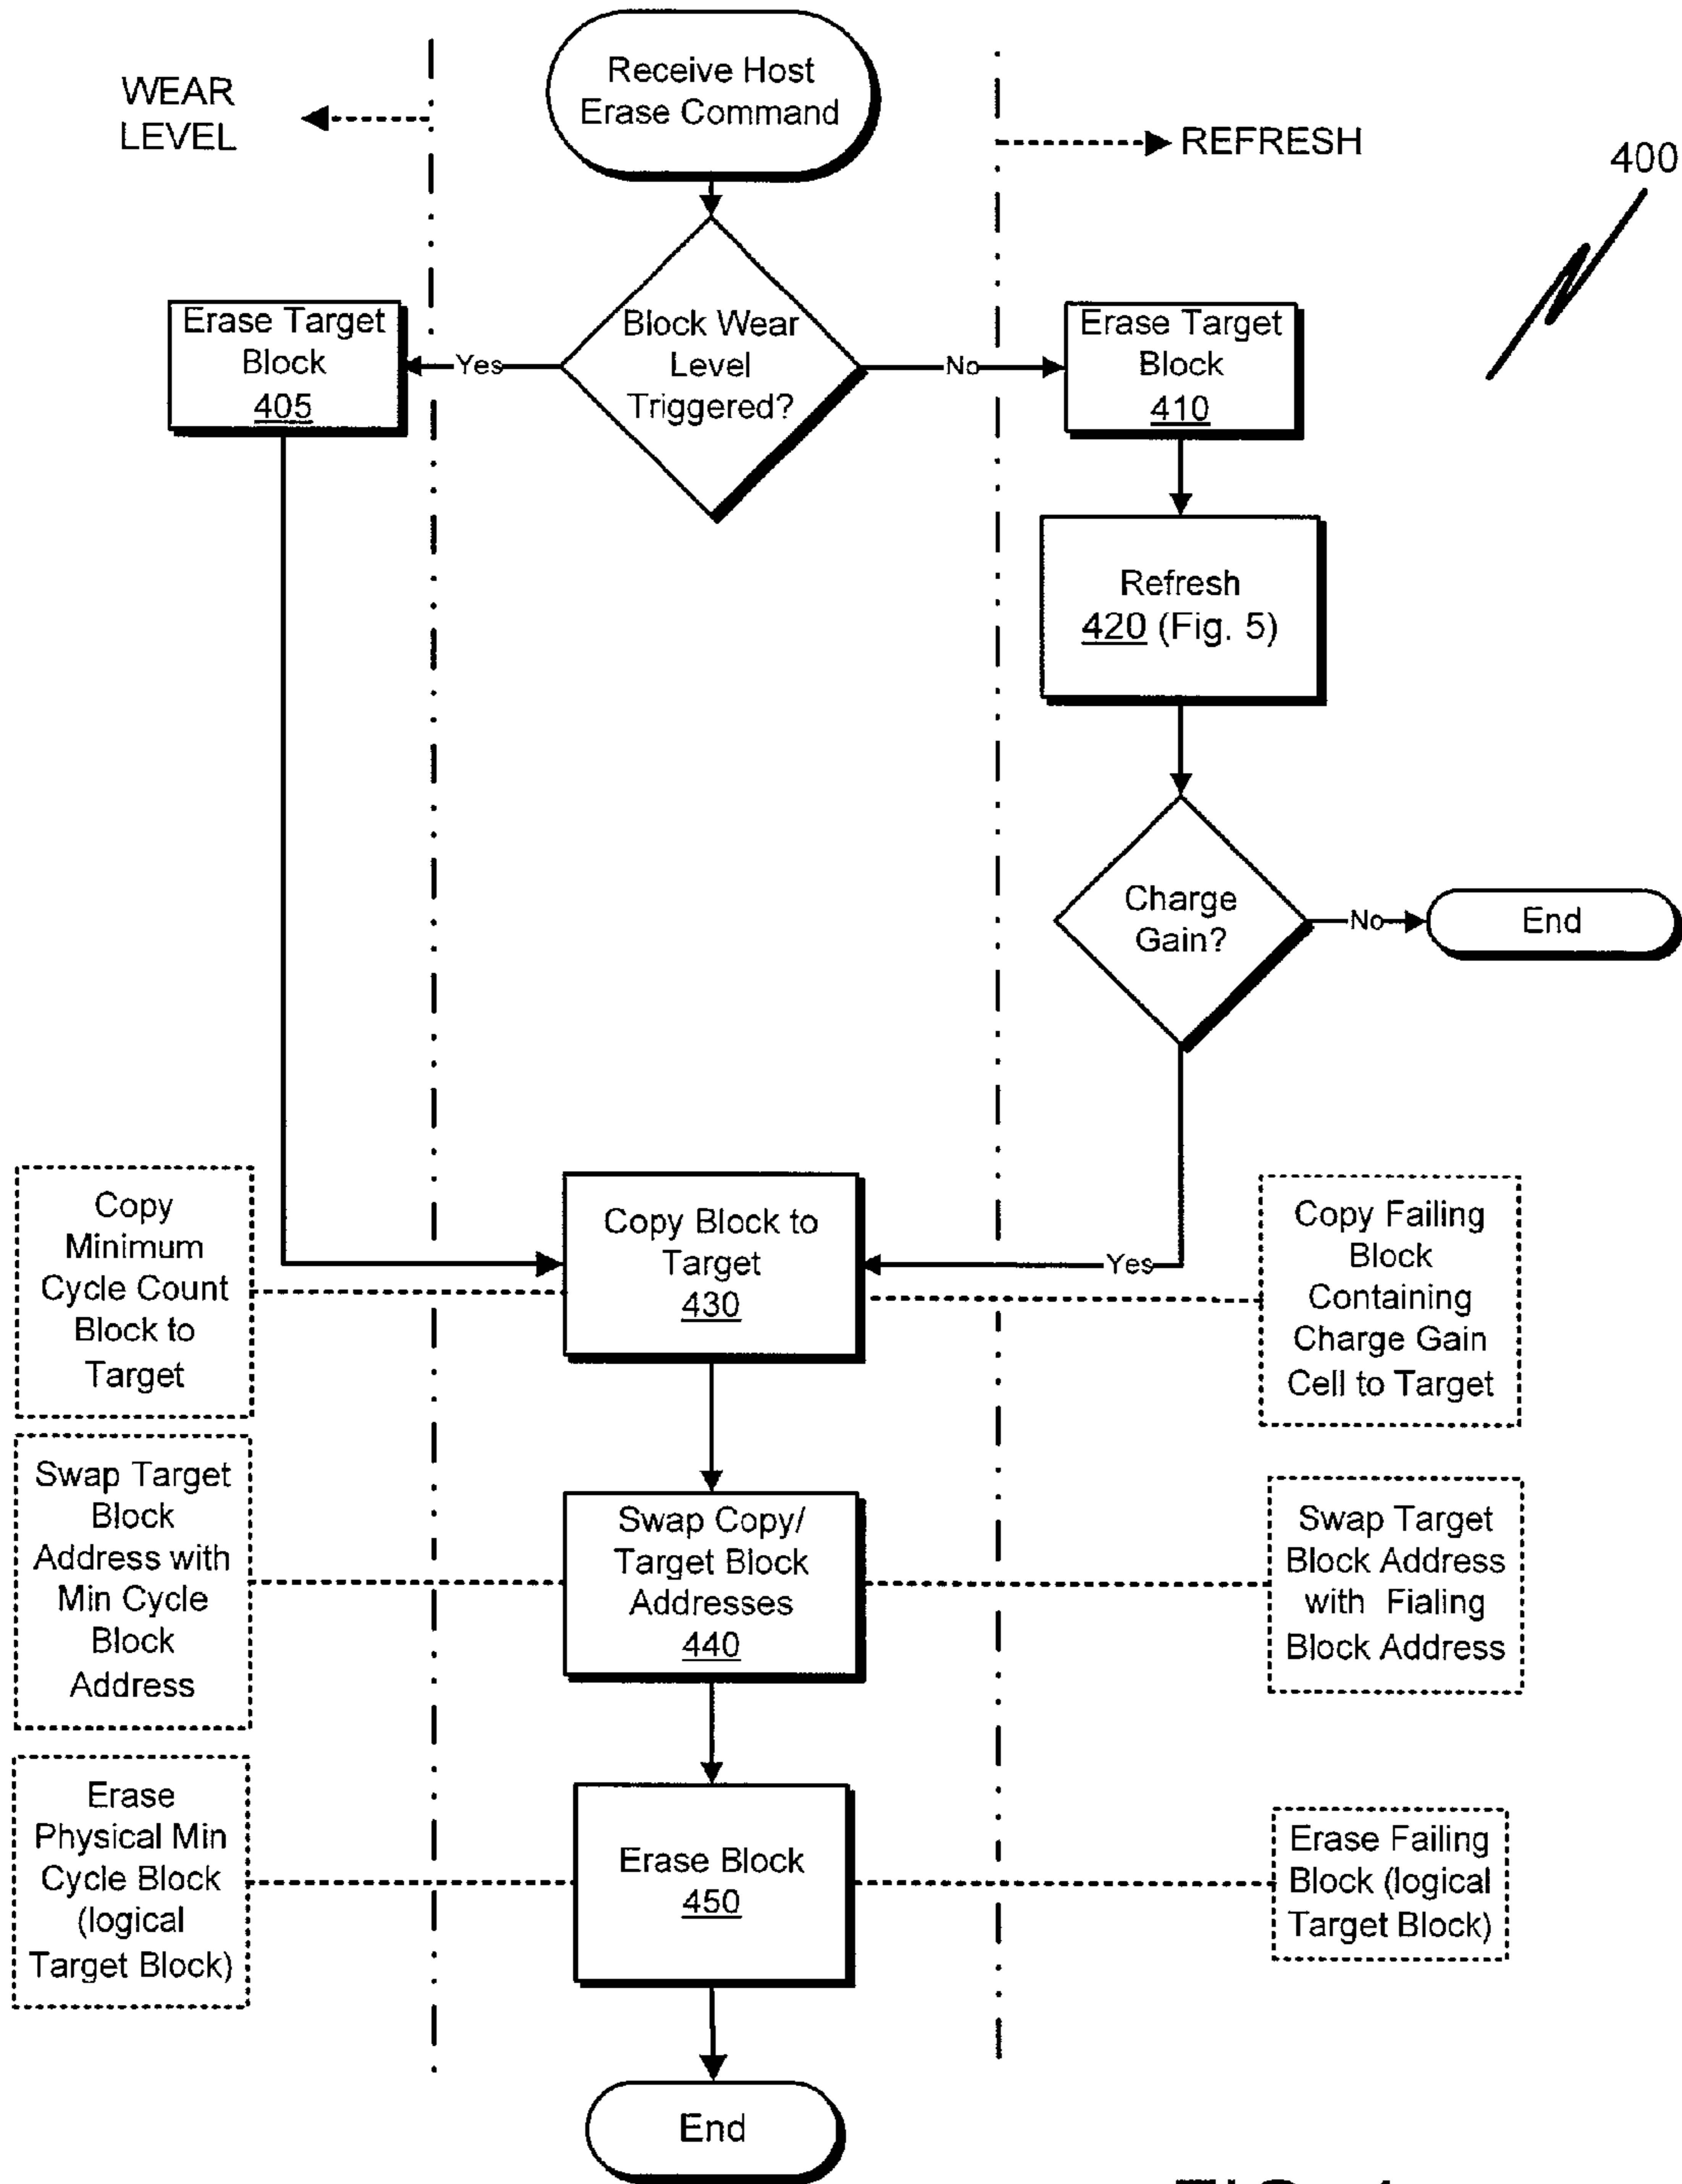 Receive Host
Erase Command
WEAR
LEVEL
REFRESH
400
Block Wear
Level
Triggered?
Yes
No
Erase Target
Block
405
Erase Target
Block
410
Refresh
420 (Fig. 5)
Charge
Gain?
No
End
Yes
Copy
Minimum
Cycle Count
Block to
Target
Copy Block to
Target
430
Copy Failing
Block
Containing
Charge Gain
Cell to Target
Swap Target
Block
Address with
Min Cycle
Block
Address
Swap Copy/
Target Block
Addresses
440
Swap Target
Block Address
with Fialing
Block Address
Erase
Physical Min
Cycle Block
(logical
Target Block)
Erase Block
450
Erase Failing
Block (logical
Target Block)
End